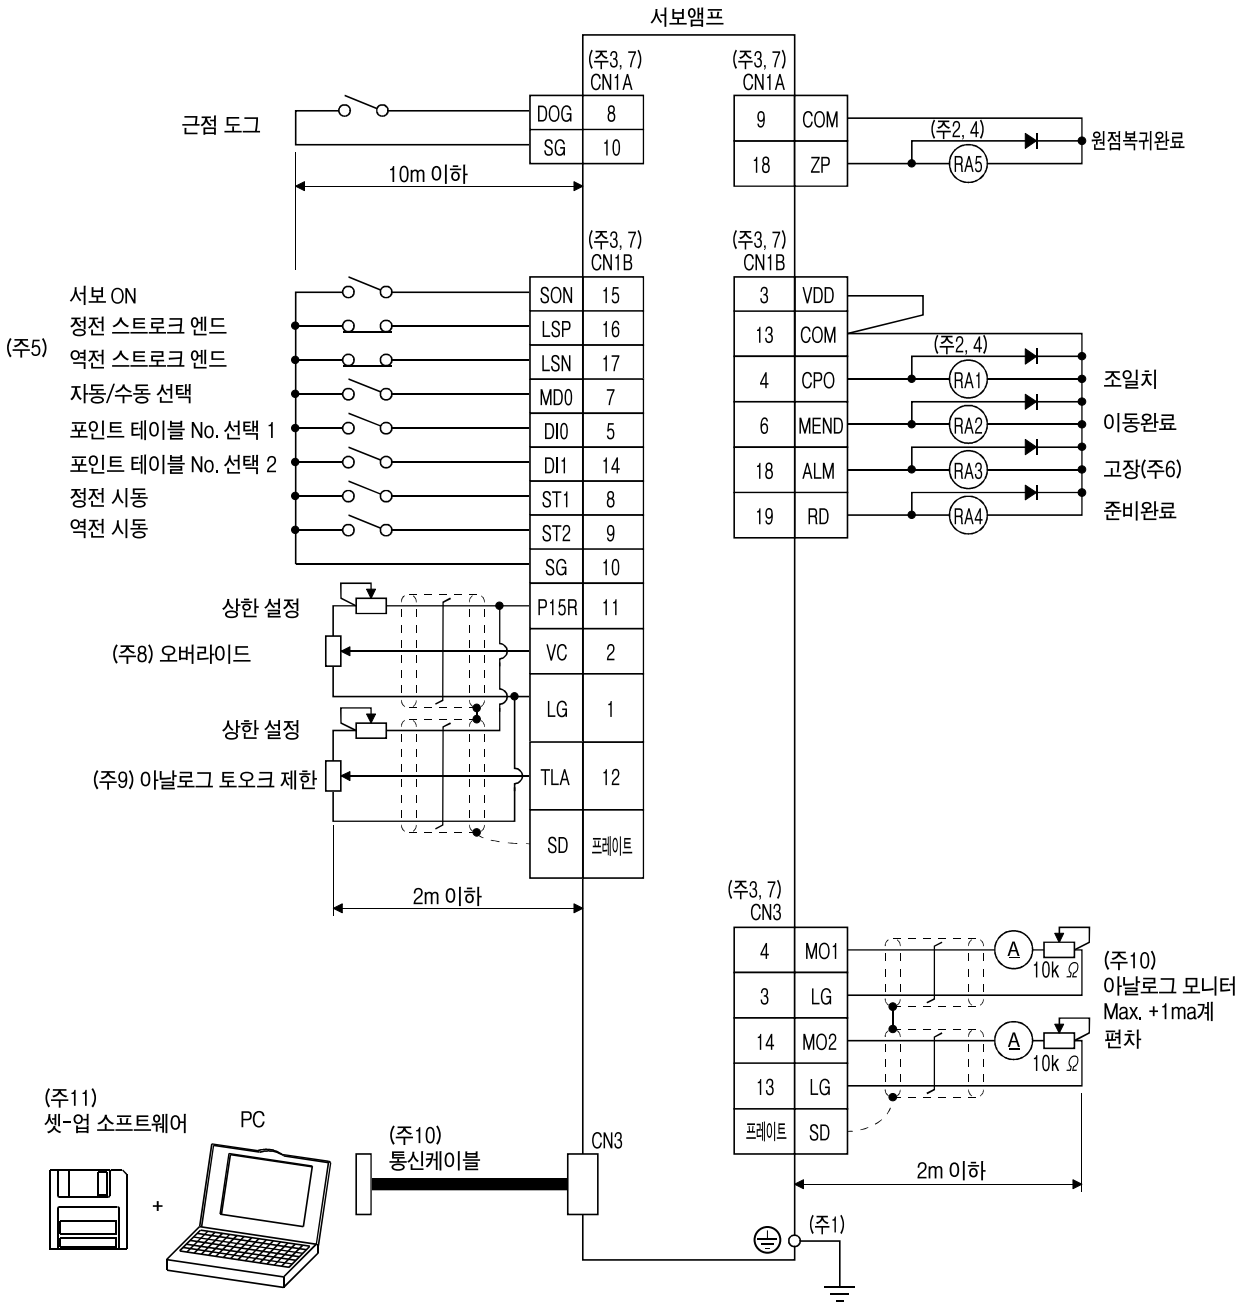 서보앰프
(주3, 7)
CN1A
근점 도그
DOG 8
SG 10
10m 이하
(주3, 7)
CN1A
9 COM
18 ZP
(주2, 4)
RA5
원점복귀완료
(주3, 7)
CN1B
(주5)
서보 ON
SON 15
정전 스트로크 엔드
LSP 16
역전 스트로크 엔드
LSN 17
자동/수동 선택
MD0 7
포인트 테이블 No. 선택 1
DI0 5
포인트 테이블 No. 선택 2
DI1 14
정전 시동
ST1 8
역전 시동
ST2 9
SG 10
상한 설정
P15R 11
(주8) 오버라이드
VC 2
LG 1
상한 설정
(주9) 아날로그 토오크 제한
TLA 12
SD 프레이트
2m 이하
(주3, 7)
CN1B
3 VDD
13 COM
(주2, 4)
4 CPO
RA1
조일치
6 MEND
RA2
이동완료
18 ALM
RA3
고장(주6)
19 RD
RA4
준비완료
(주3, 7)
CN3
4 MO1
A
10k Ω
3 LG
14 MO2
A
10k Ω
13 LG
프레이트 SD
(주10)
아날로그 모니터
Max. +1ma계
편차
2m 이하
(주11)
셋-업 소프트웨어
+
PC
(주10)
통신케이블
CN3
(주1)